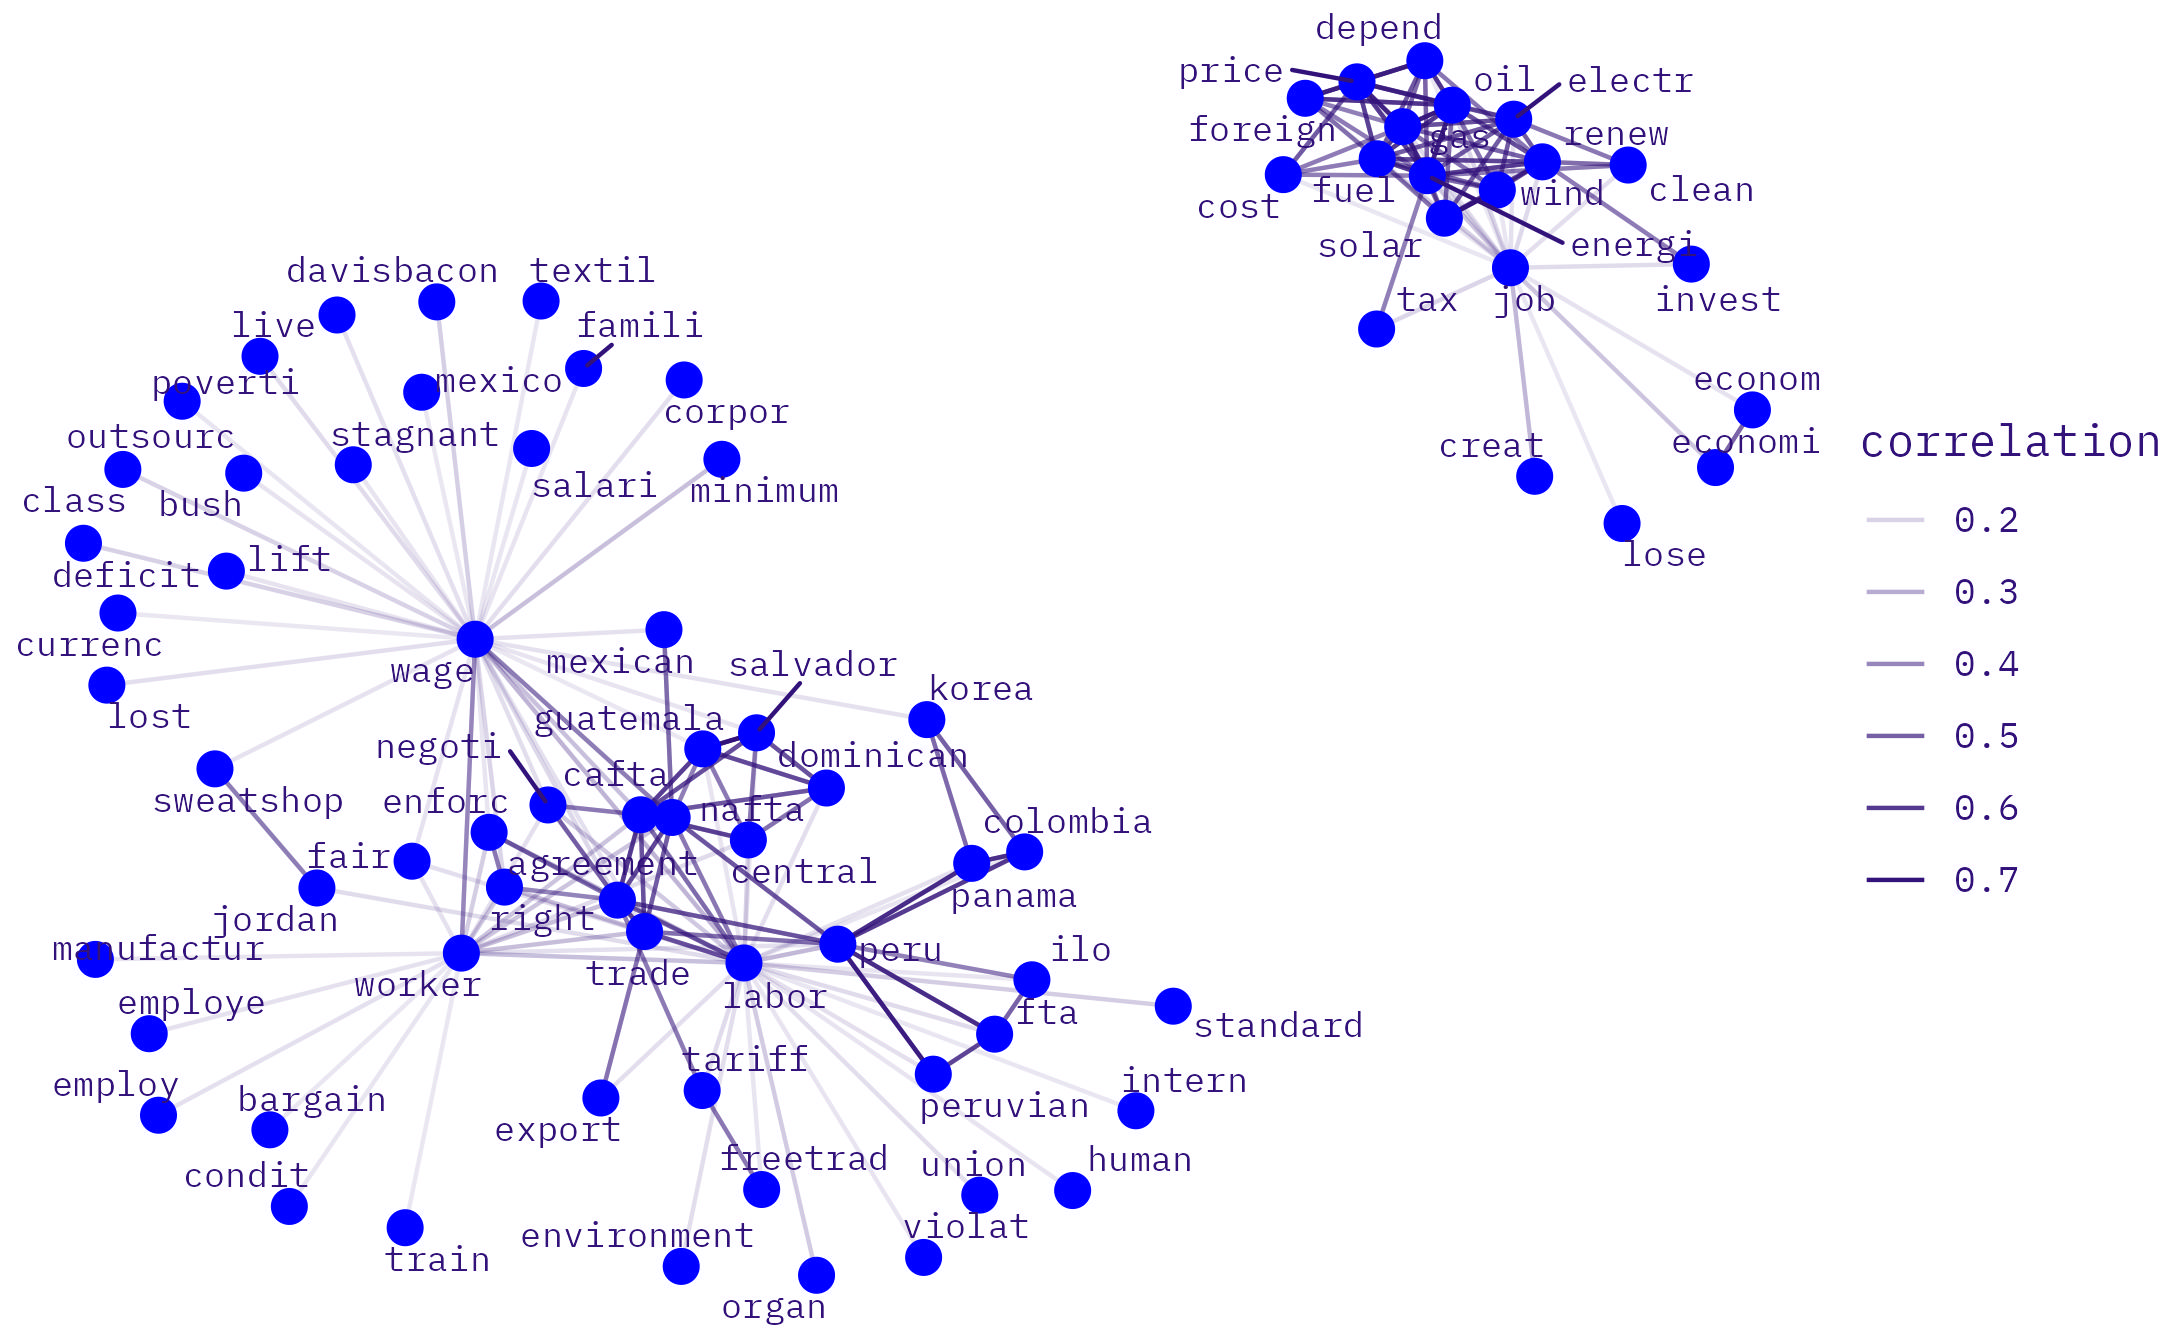 depend
price
oil
electr
foreign
gas
renew
cost
fuel
wind
clean
solar
energi
tax
job
invest
davisbacon
textil
live
famili
poverti
mexico
corpor
econom
outsourc
stagnant
creat
economi
correlation
class
bush
salari
minimum
0.2
deficit
lift
lose
0.3
currenc
wage
mexican
salvador
0.4
lost
guatemala
korea
negoti
cafta
dominican
0.5
sweatshop
enforc
nafta
colombia
0.6
fair
agreement
central
panama
0.7
jordan
right
manufactur
worker
trade
labor
peru
ilo
employe
fta
standard
employ
bargain
tariff
peruvian
intern
export
condit
freetrad
union
human
train
environment
violat
organ